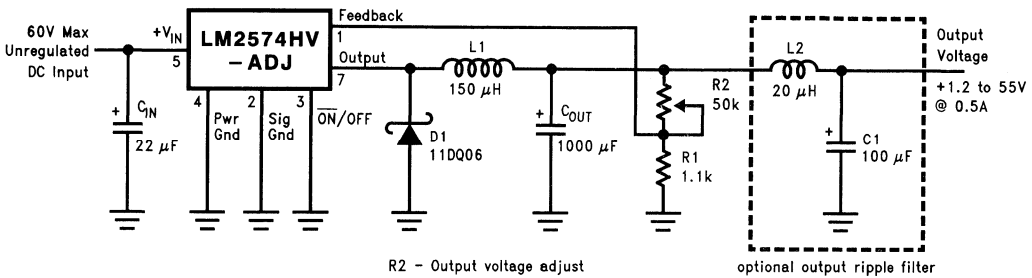 60V Max
Unregulated
DC Input
+VIN
5
LM2574HV
-ADJ
Feedback
1
Output
7
4
Pwr
Gnd
2
Sig
Gnd
3
ON/OFF
+
CIN
22 μF
D1
11DQ06
L1
150 μH
+
COUT
1000 μF
R2
50k
R1
1.1k
L2
20 μH
+
C1
100 μF
Output
Voltage
+1.2 to 55V
@ 0.5A
R2 - Output voltage adjust
optional output ripple filter